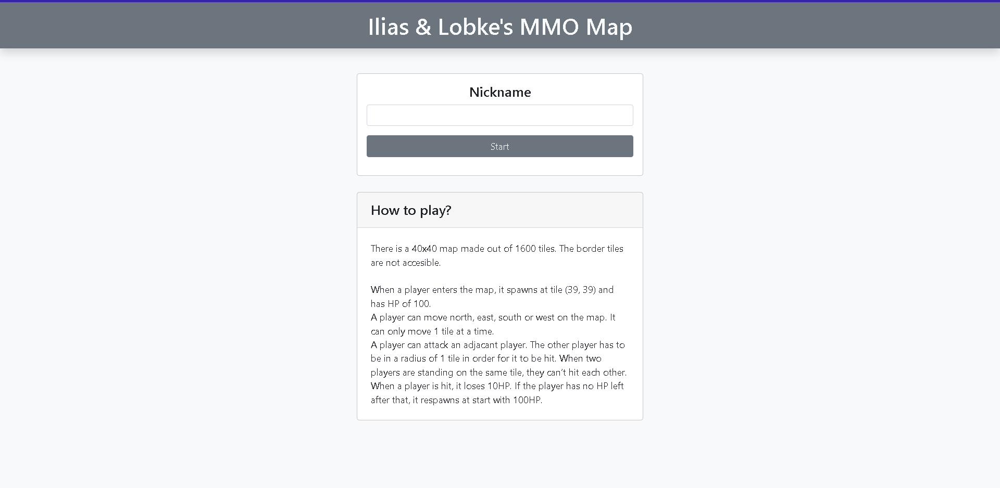 Ilias & Lobke's MMO Map
Nickname
Start
How to play?
There is a 40x40 map made out of 1600 tiles. The border tiles
are not accesible.
When a player enters the map, it spawns at tile (39, 39) and
has HP of 100.
A player can move north, east, south or west on the map. It
can only move 1 tile at a time.
A player can attack an adjacant player. The other player has to
be in a radius of 1 tile in order for it to be hit. When two
players are standing on the same tile, they can't hit each other.
When a player is hit, it loses 10HP. If the player has no HP left
after that, it respawns at start with 100HP.